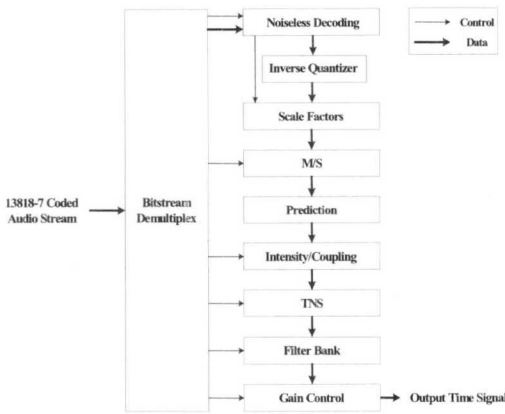 Noiseless Decoding
Control
Data
Inverse Quantizer
Scale Factors
M/S
13818-7 Coded
Audio Stream
Bitstream
Demultiplex
Prediction
Intensity/Coupling
TNS
Filter Bank
Gain Control
Output Time Signal